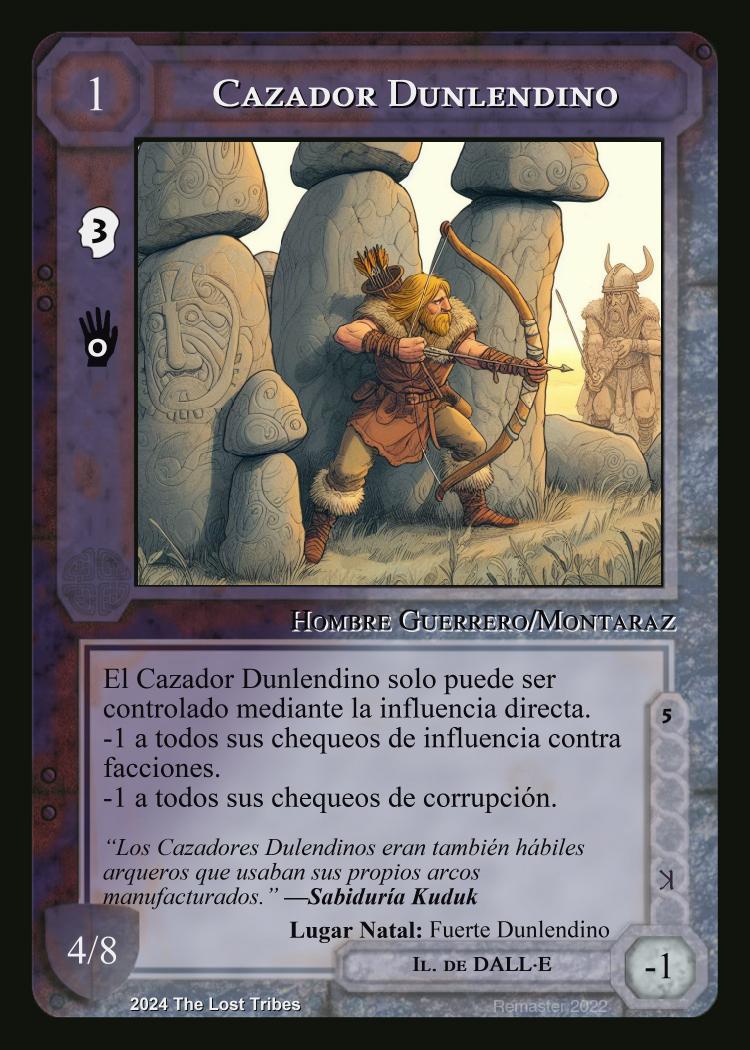 1
Cazador Dunlendino
3
0
Hombre Guerrero/Montaraz
El Cazador Dunlendino solo puede ser
controlado mediante la influencia directa.
-1 a todos sus chequeos de influencia contra
facciones.
-1 a todos sus chequeos de corrupción.
5
“Los Cazadores Dulendinos eran también hábiles
arqueros que usaban sus propios arcos
manufacturados.” —Sabiduría Kuduk
Lugar Natal: Fuerte Dunlendino
4/8
Il. de DALL·E
-1
2024 The Lost Tribes
Remaster 2022